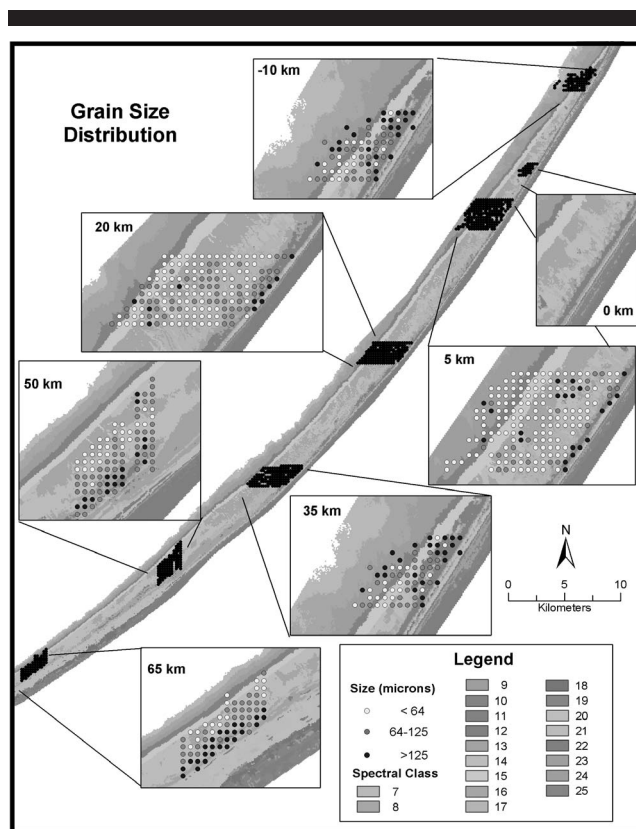 -10 km
Grain Size
Distribution
20 km
0 km
50 km
5 km
35 km
N
0 5 10
Kilometers
65 km
Legend
Size (microns)
< 64
64-125
>125
Spectral Class
7
8
9
10
11
12
13
14
15
16
17
18
19
20
21
22
23
24
25